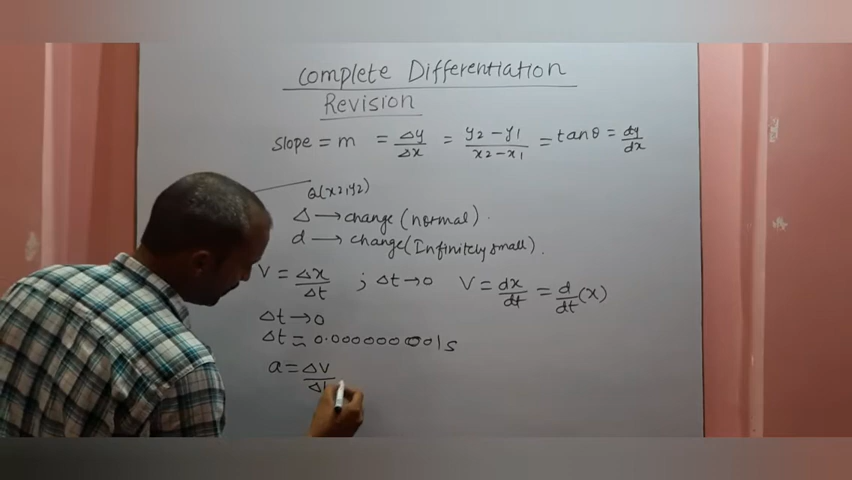 Complete Differentiation
Revision
Slope = m = Δy/Δx = y2-y1/x2-x1 = tanθ = dy/dx
Q(x2,y2)
Δ → change (normal).
d → change (Infinitely small).
V = Δx/Δt ; Δt→0 V = dx/dt = d/dt(x)
Δt→0
Δt ≈ 0.00000000001s
a = ΔV/Δt